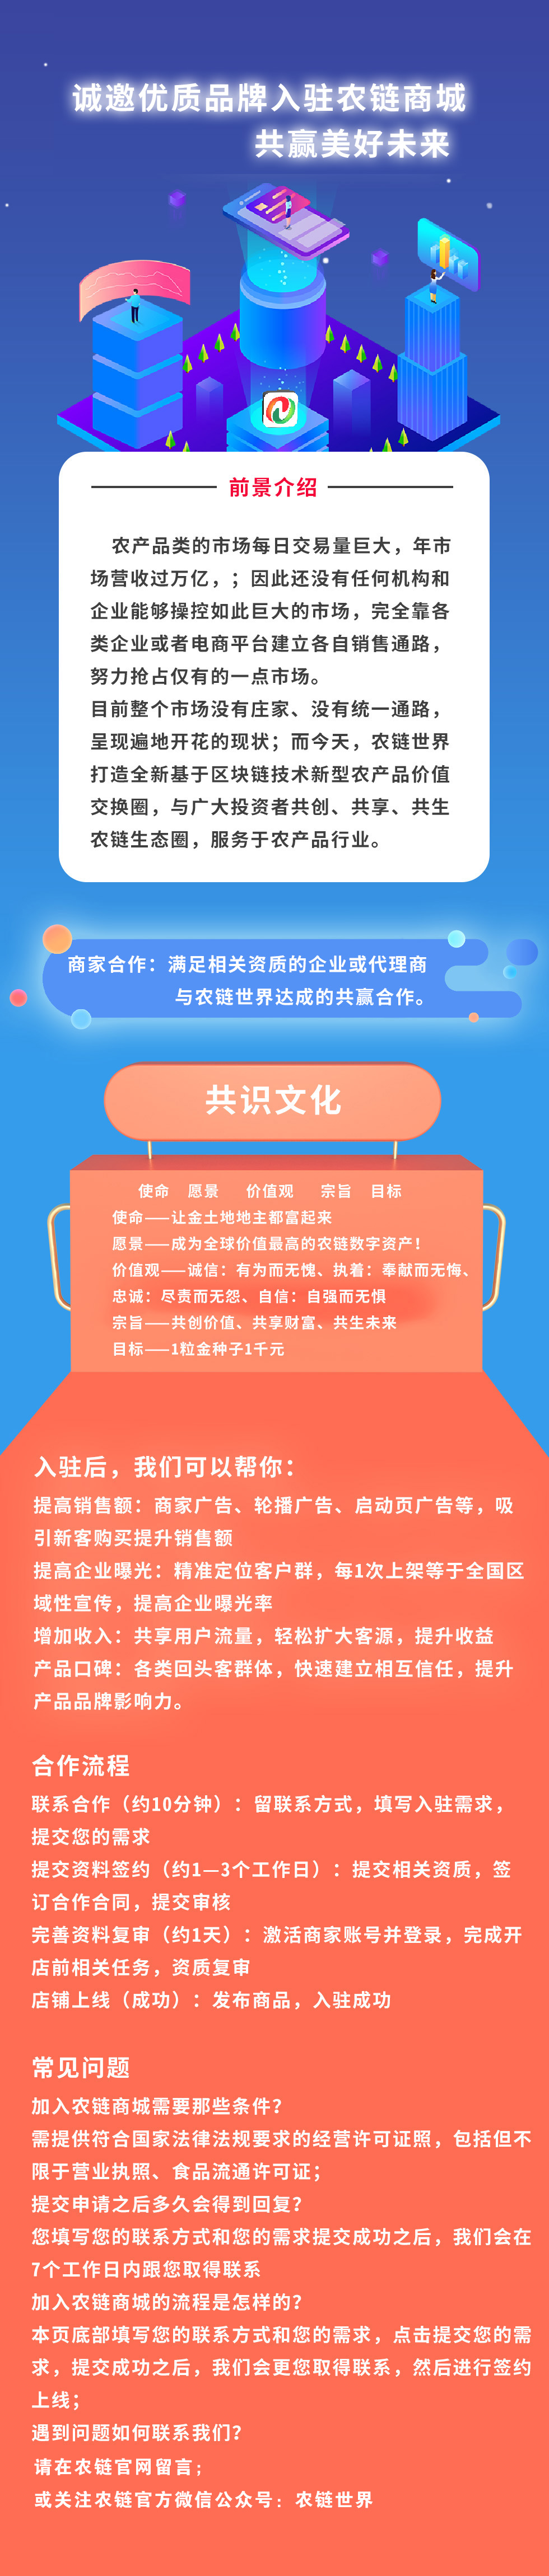 诚邀优质品牌入驻农链商城
共赢美好未来
前景介绍
农产品类的市场每日交易量巨大，年市
场营收过万亿，；因此还没有任何机构和
企业能够操控如此巨大的市场，完全靠各
类企业或者电商平台建立各自销售通路，
努力抢占仅有的一点市场。
目前整个市场没有庄家、没有统一通路，
呈现遍地开花的现状；而今天，农链世界
打造全新基于区块链技术新型农产品价值
交换圈，与广大投资者共创、共享、共生
农链生态圈，服务于农产品行业。
商家合作：满足相关资质的企业或代理商
与农链世界达成的共赢合作。
共识文化
使命 愿景 价值观 宗旨 目标
使命——让金土地地主都富起来
愿景——成为全球价值最高的农链数字资产！
价值观——诚信：有为而无愧、执着：奉献而无悔、
忠诚：尽责而无怨、自信：自强而无惧
宗旨——共创价值、共享财富、共生未来
目标——1粒金种子1千元
入驻后，我们可以帮你：
提高销售额：商家广告、轮播广告、启动页广告等，吸
引新客购买提升销售额
提高企业曝光：精准定位客户群，每1次上架等于全国区
域性宣传，提高企业曝光率
增加收入：共享用户流量，轻松扩大客源，提升收益
产品口碑：各类回头客群体，快速建立相互信任，提升
产品品牌影响力。
合作流程
联系合作（约10分钟）：留联系方式，填写入驻需求，
提交您的需求
提交资料签约（约1—3个工作日）：提交相关资质，签
订合作合同，提交审核
完善资料复审（约1天）：激活商家账号并登录，完成开
店前相关任务，资质复审
店铺上线（成功）：发布商品，入驻成功
常见问题
加入农链商城需要那些条件？
需提供符合国家法律法规要求的经营许可证照，包括但不
限于营业执照、食品流通许可证；
提交申请之后多久会得到回复？
您填写您的联系方式和您的需求提交成功之后，我们会在
7个工作日内跟您取得联系
加入农链商城的流程是怎样的？
本页底部填写您的联系方式和您的需求，点击提交您的需
求，提交成功之后，我们会更您取得联系，然后进行签约
上线；
遇到问题如何联系我们？
请在农链官网留言；
或关注农链官方微信公众号：农链世界